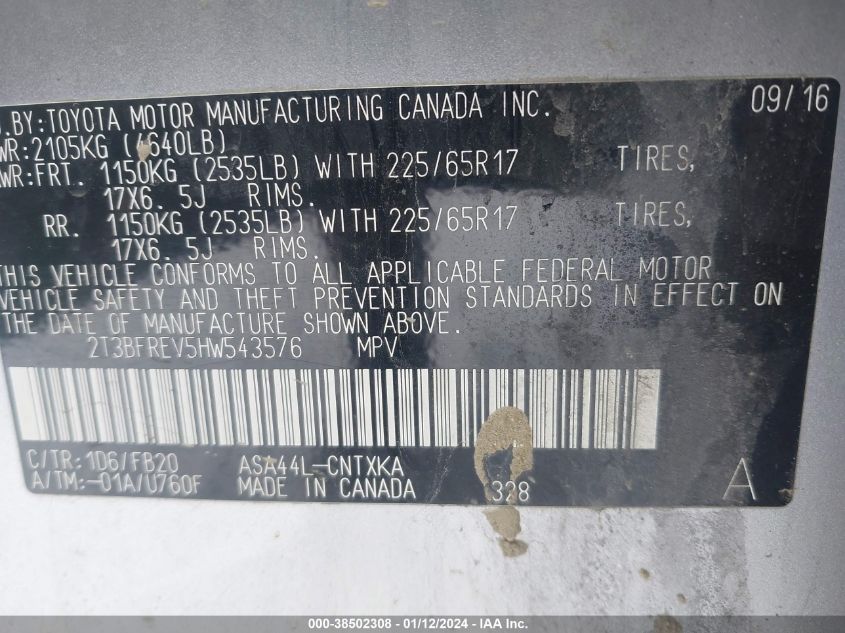 .BY:TOYOTA MOTOR MANUFACTURING CANADA INC. 09/16
WR:2105KG (4640LB)
WR:FRT. 1150KG (2535LB) WITH 225/65R17 TIRES,
17X6. 5J RIMS.
RR. 1150KG (2535LB) WITH 225/65R17 TIRES,
17X6. 5J RIMS.
THIS VEHICLE CONFORMS TO ALL APPLICABLE FEDERAL MOTOR
VEHICLE SAFETY AND THEFT PREVENTION STANDARDS IN EFFECT ON
THE DATE OF MANUFACTURE SHOWN ABOVE.
2T3BFREV5HW543576 MPV
C/TR:1D6/FB20 ASA44L-CNTXKA
A/TM:-01A/U760F MADE IN CANADA 328 A
000-38502308 - 01/12/2024 - IAA Inc.